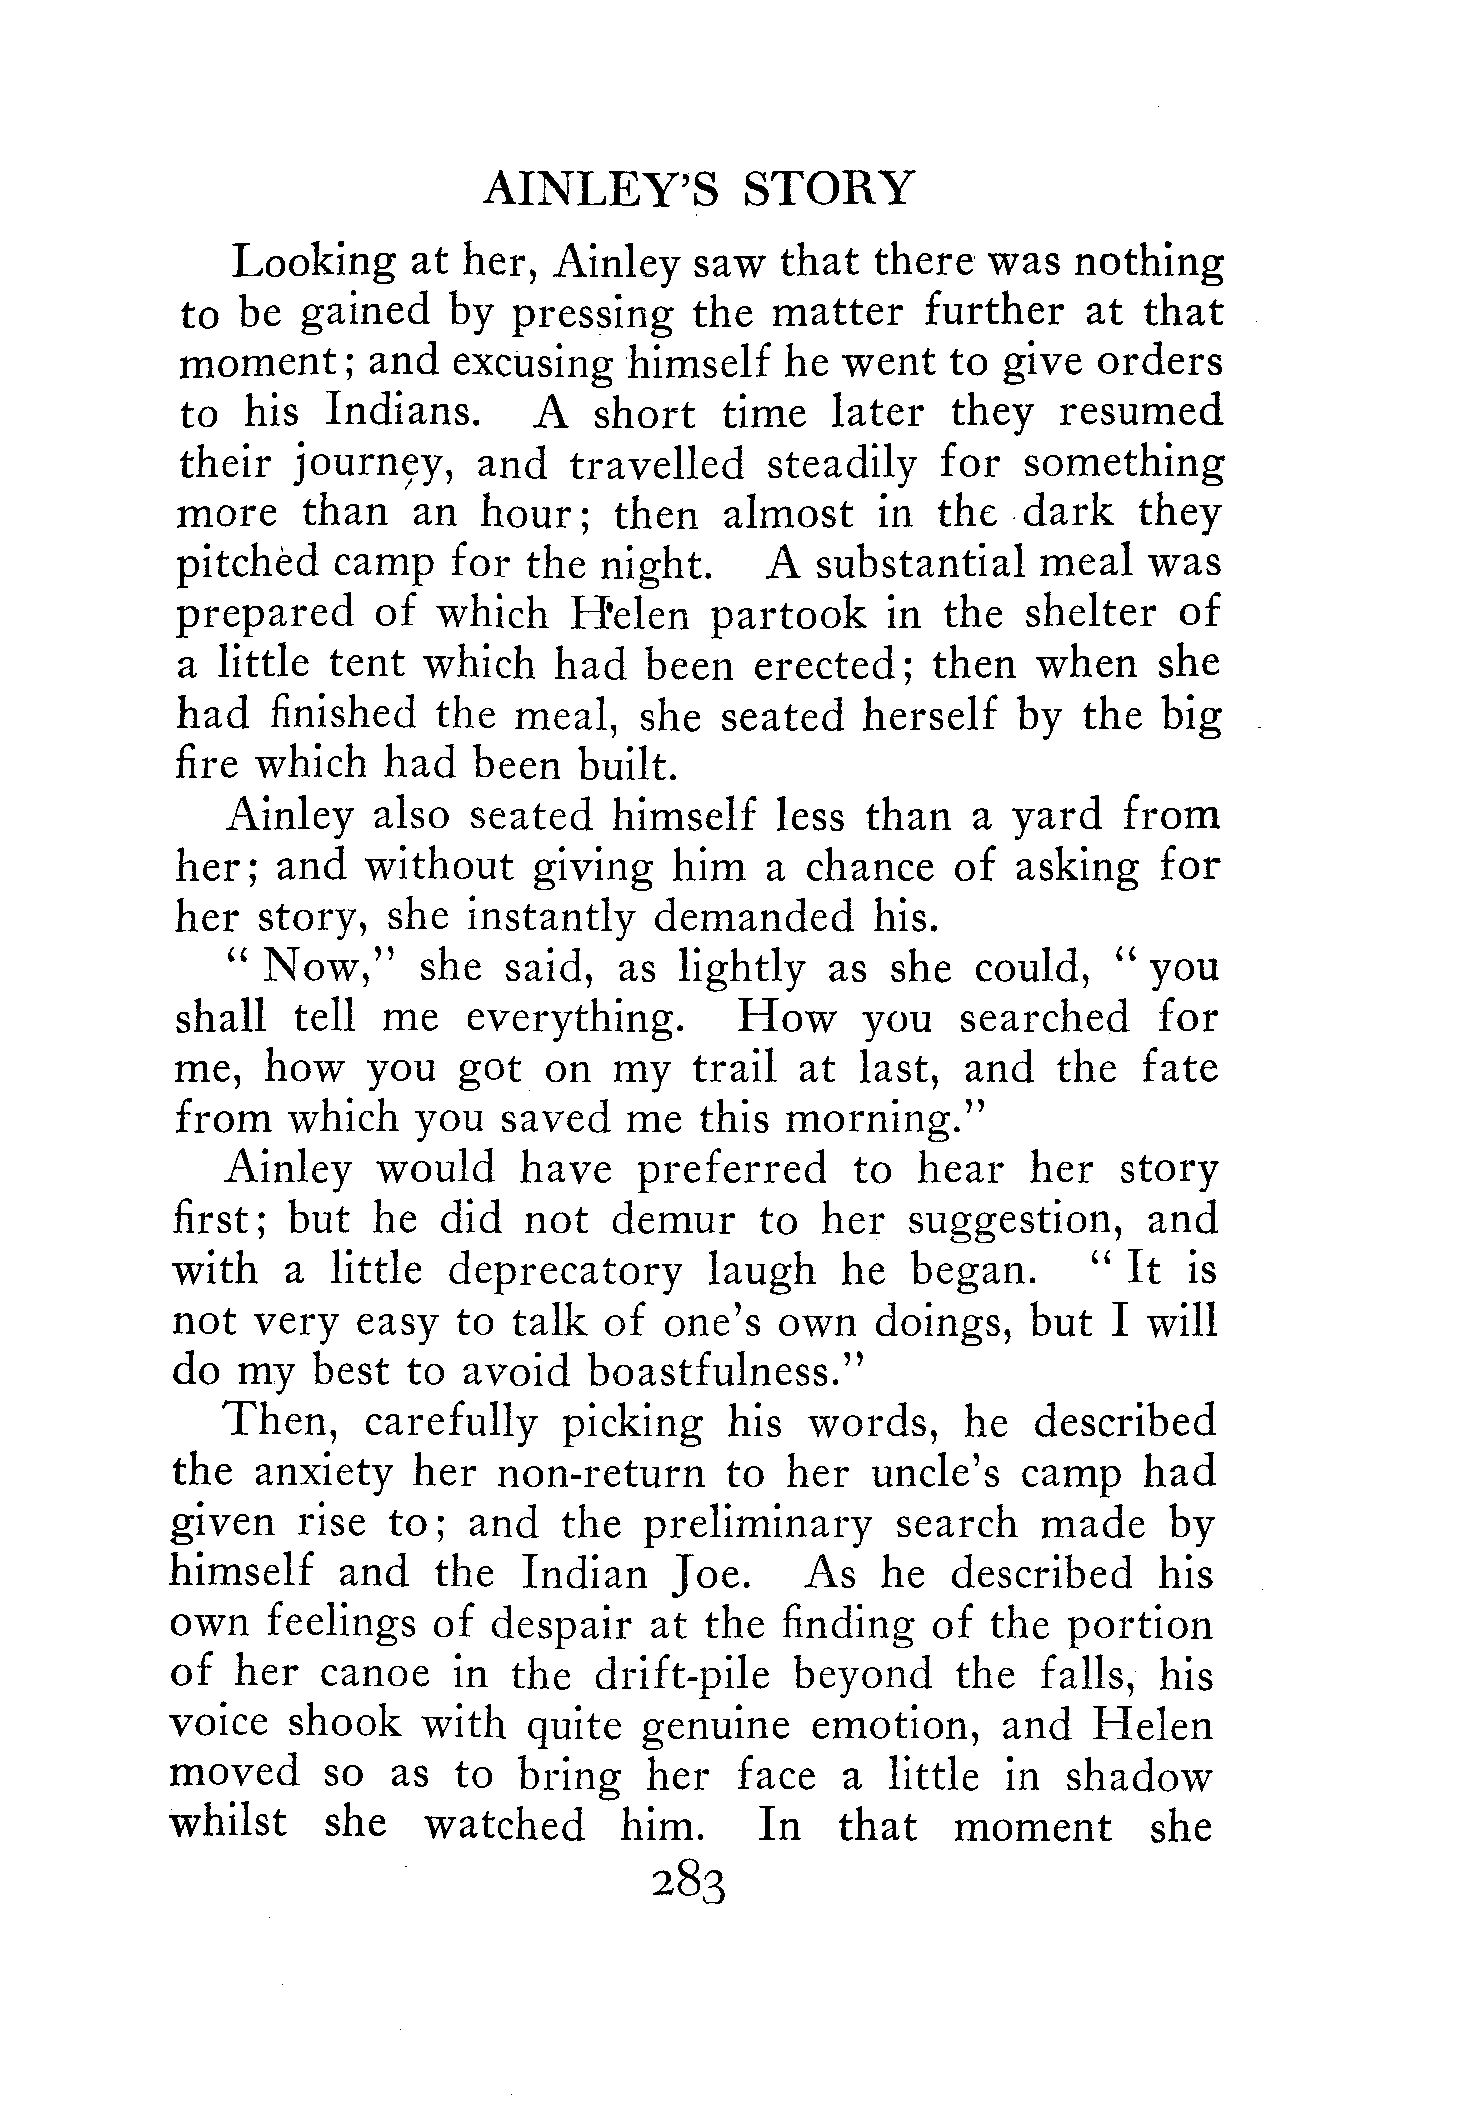 AINLEY'S STORY
Looking at her, Ainley saw that there was nothing
to be gained by pressing the matter further at that
moment; and excusing himself he went to give orders
to his Indians. A short time later they resumed
their journey, and travelled steadily for something
more than an hour; then almost in the dark they
pitched camp for the night. A substantial meal was
prepared of which Helen partook in the shelter of
a little tent which had been erected; then when she
had finished the meal, she seated herself by the big
fire which had been built.
Ainley also seated himself less than a yard from
her; and without giving him a chance of asking for
her story, she instantly demanded his.
“ Now,” she said, as lightly as she could, “ you
shall tell me everything. How you searched for
me, how you got on my trail at last, and the fate
from which you saved me this morning.”
Ainley would have preferred to hear her story
first; but he did not demur to her suggestion, and
with a little deprecatory laugh he began. “ It is
not very easy to talk of one's own doings, but I will
do my best to avoid boastfulness.”
Then, carefully picking his words, he described
the anxiety her non-return to her uncle's camp had
given rise to; and the preliminary search made by
himself and the Indian Joe. As he described his
own feelings of despair at the finding of the portion
of her canoe in the drift-pile beyond the falls, his
voice shook with quite genuine emotion, and Helen
moved so as to bring her face a little in shadow
whilst she watched him. In that moment she
283